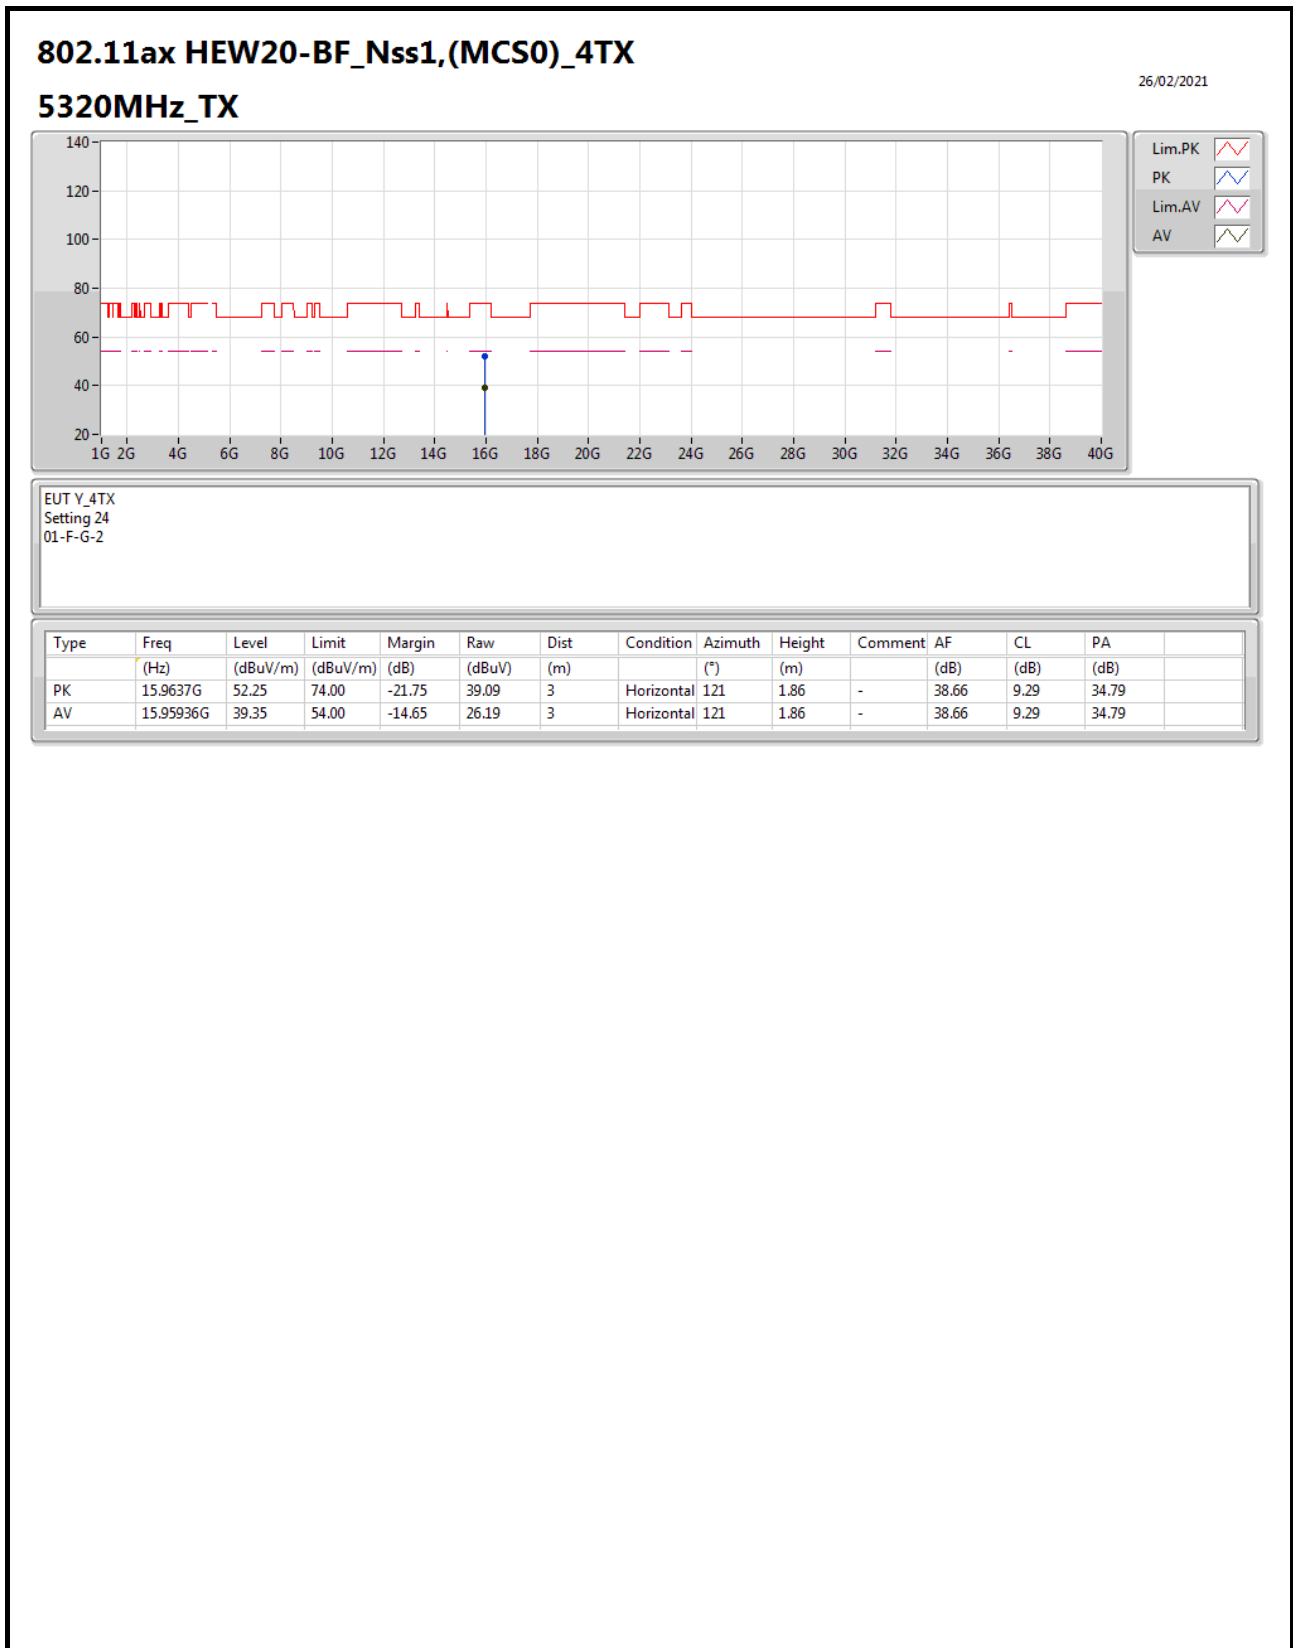 802.11ax HEW20-BF_Nss1,(MCS0)_4TX
26/02/2021
5320MHz_TX
140
120
100
80
60
40
20
1G 2G 4G 6G 8G 10G 12G 14G 16G 18G 20G 22G 24G 26G 28G 30G 32G 34G 36G 38G 40G
Lim.PK
PK
Lim.AV
AV
EUT Y_4TX
Setting 24
01-F-G-2
Type Freq Level Limit Margin Raw Dist Condition Azimuth Height Comment AF CL PA
(Hz) (dBuV/m) (dBuV/m) (dB) (dBuV) (m) (°) (m) (dB) (dB) (dB)
PK 15.9637G 52.25 74.00 -21.75 39.09 3 Horizontal 121 1.86 - 38.66 9.29 34.79
AV 15.95936G 39.35 54.00 -14.65 26.19 3 Horizontal 121 1.86 - 38.66 9.29 34.79